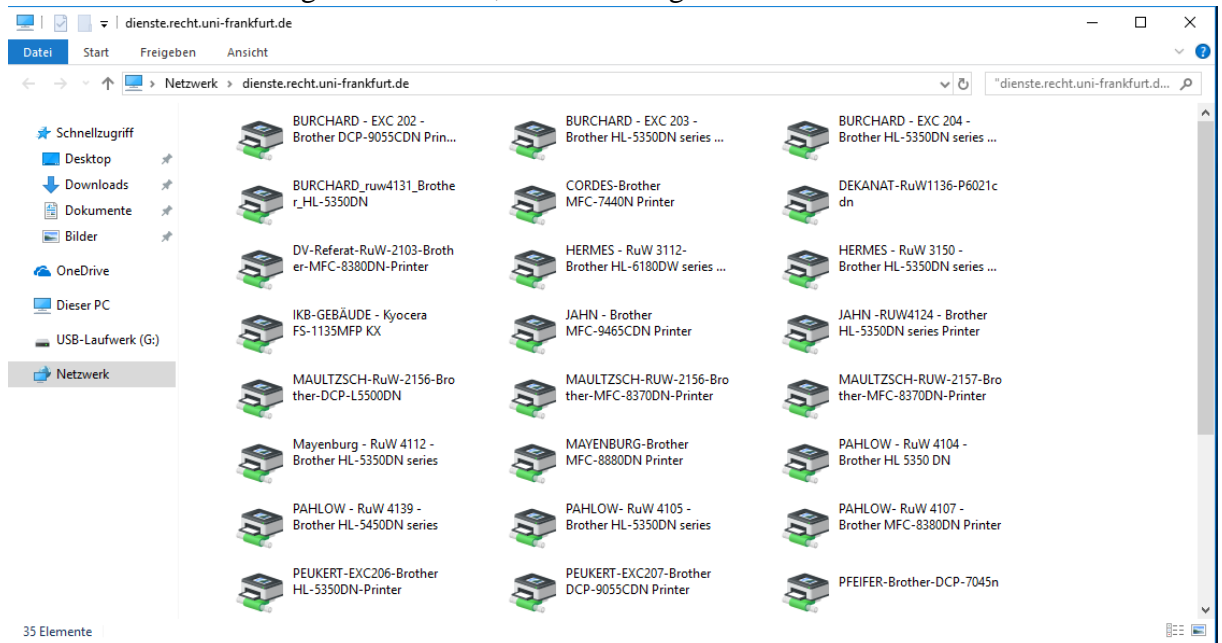 dienste.recht.uni-frankfurt.de
Datei Start Freigeben Ansicht
Netzwerk > dienste.recht.uni-frankfurt.de
"dienste.recht.uni-frankfurt.d...
Schnellzugriff
Desktop
Downloads
Dokumente
Bilder
OneDrive
Dieser PC
USB-Laufwerk (G:)
Netzwerk
BURCHARD - EXC 202 -
Brother DCP-9055CDN Prin...
BURCHARD - EXC 203 -
Brother HL-5350DN series ...
BURCHARD - EXC 204 -
Brother HL-5350DN series ...
BURCHARD_ruw4131_Brothe
r_HL-5350DN
CORDES-Brother
MFC-7440N Printer
DEKANAT-RuW1136-P6021c
dn
DV-Referat-RuW-2103-Broth
er-MFC-8380DN-Printer
HERMES - RuW 3112-
Brother HL-6180DW series ...
HERMES - RuW 3150 -
Brother HL-5350DN series ...
IKB-GEBÄUDE - Kyocera
FS-1135MFP KX
JAHN - Brother
MFC-9465CDN Printer
JAHN -RUW4124 - Brother
HL-5350DN series Printer
MAULTZSCH-RuW-2156-Bro
ther-DCP-L5500DN
MAULTZSCH-RUW-2156-Bro
ther-MFC-8370DN-Printer
MAULTZSCH-RUW-2157-Bro
ther-MFC-8370DN-Printer
Mayenburg - RuW 4112 -
Brother HL-5350DN series
MAYENBURG-Brother
MFC-8880DN Printer
PAHLOW - RuW 4104 -
Brother HL 5350 DN
PAHLOW - RuW 4139 -
Brother HL-5450DN series
PAHLOW- RuW 4105 -
Brother HL-5350DN series
PAHLOW- RuW 4107 -
Brother MFC-8380DN Printer
PEUKERT-EXC206-Brother
HL-5350DN-Printer
PEUKERT-EXC207-Brother
DCP-9055CDN Printer
PFEIFER-Brother-DCP-7045n
35 Elemente